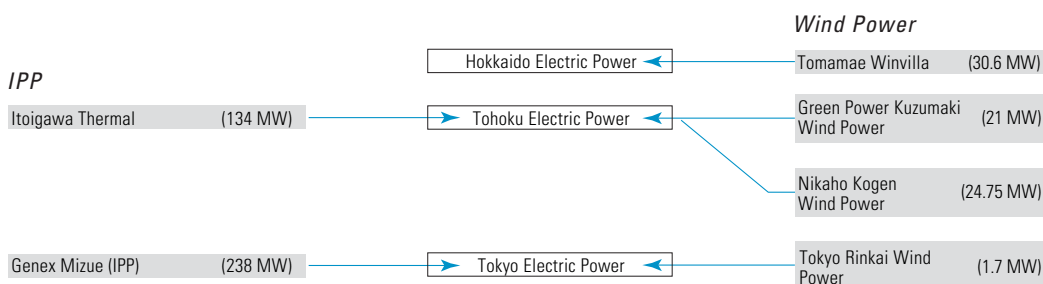 Wind Power
Hokkaido Electric Power
Tomamae Winvilla (30.6 MW)
IPP
Itoigawa Thermal (134 MW)
Tohoku Electric Power
Green Power Kuzumaki
Wind Power (21 MW)
Nikaho Kogen
Wind Power (24.75 MW)
Genex Mizue (IPP) (238 MW)
Tokyo Electric Power
Tokyo Rinkai Wind
Power (1.7 MW)